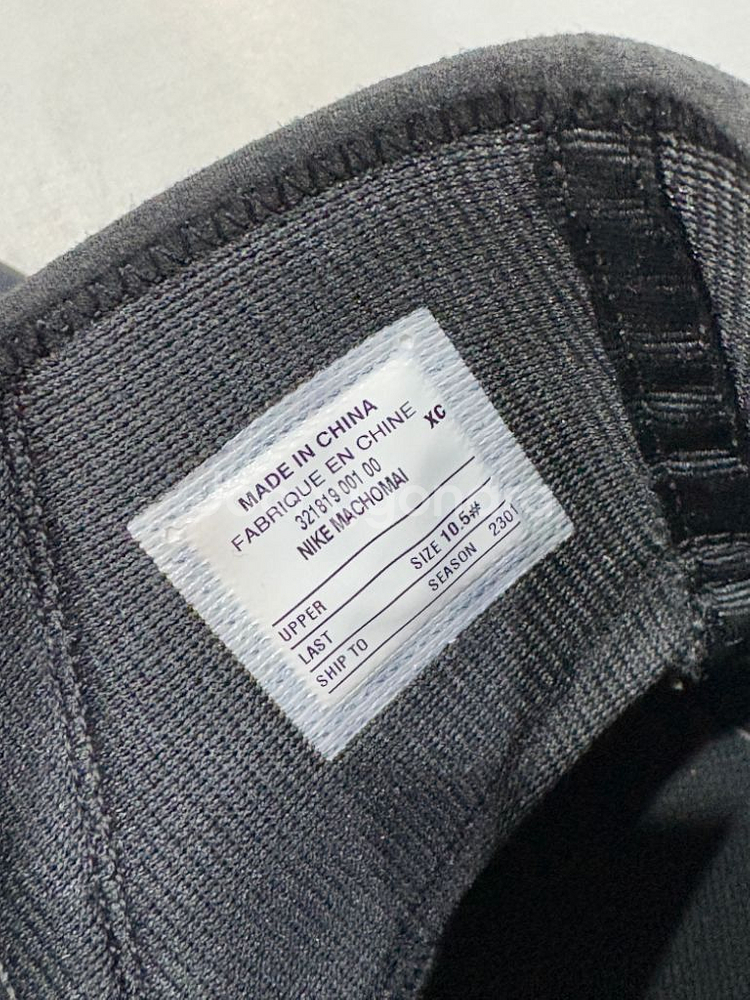 MADE IN CHINA
FABRIQUE EN CHINE XC
321819 001 00
NIKE MACHOMAI
UPPER
LAST SIZE 10.5#
SHIP TO SEASON 2301